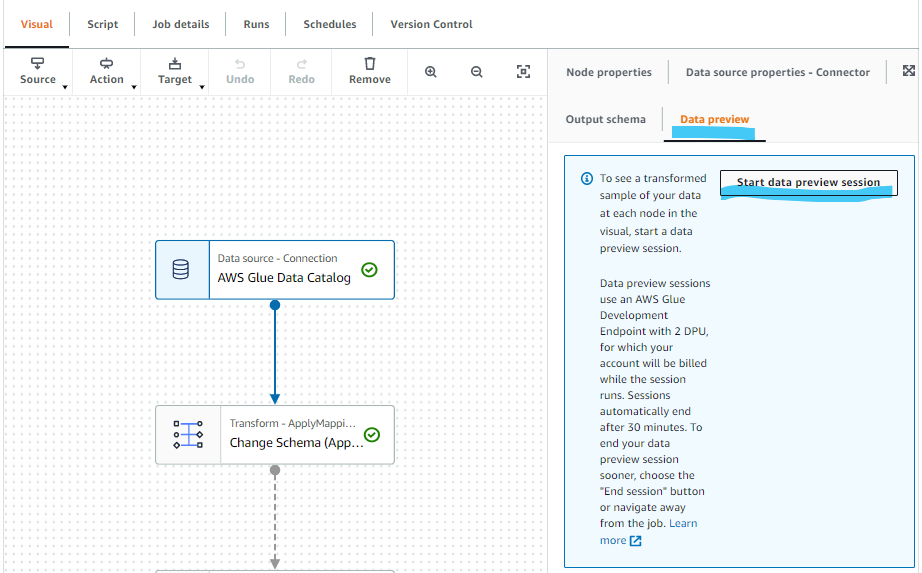 Visual
Script
Job details
Runs
Schedules
Version Control
Source
Action
Target
Undo
Redo
Remove
Node properties
Data source properties - Connector
Output schema
Data preview
To see a transformed
sample of your data
at each node in the
visual, start a data
preview session.
Start data preview session
Data preview sessions
use an AWS Glue
Development
Endpoint with 2 DPU,
for which your
account will be billed
while the session
runs. Sessions
automatically end
after 30 minutes. To
end your data
preview session
sooner, choose the
"End session" button
or navigate away
from the job. Learn
more
Data source - Connection
AWS Glue Data Catalog
Transform - ApplyMappi...
Change Schema (App...